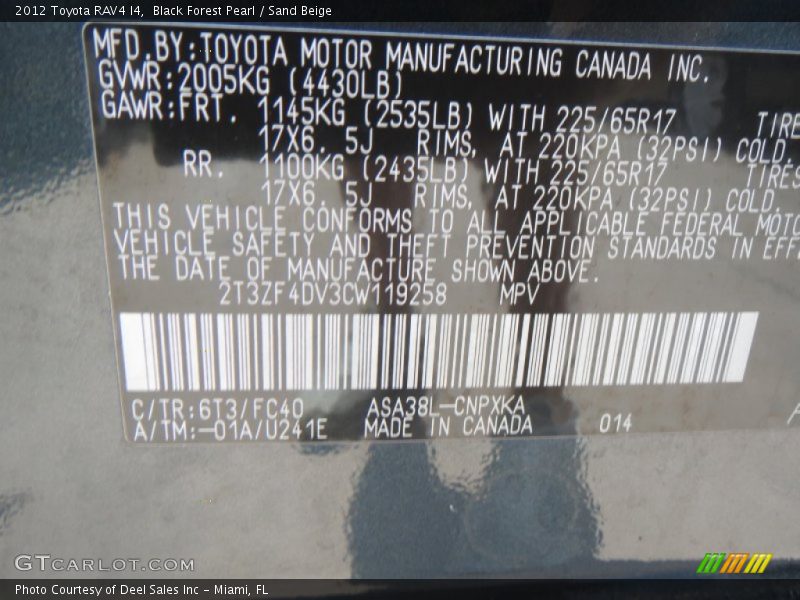 2012 Toyota RAV4 I4, Black Forest Pearl / Sand Beige
MFD.BY:TOYOTA MOTOR MANUFACTURING CANADA INC.
GVWR:2005KG (4430LB)
GAWR:FRT. 1145KG (2535LB) WITH 225/65R17 TIRE
17X6.5J RIMS, AT 220KPA (32PSI) COLD.
RR. 1100KG (2435LB) WITH 225/65R17 TIRES
17X6.5J RIMS, AT 220KPA (32PSI) COLD.
THIS VEHICLE CONFORMS TO ALL APPLICABLE FEDERAL MOTO
VEHICLE SAFETY AND THEFT PREVENTION STANDARDS IN EFF
THE DATE OF MANUFACTURE SHOWN ABOVE.
2T3ZF4DV3CW119258 MPV
C/TR:6T3/FC40 ASA38L-CNPXKA
A/TM:-01A/U241E MADE IN CANADA 014
GTCARLOT.COM
Photo Courtesy of Deel Sales Inc – Miami, FL